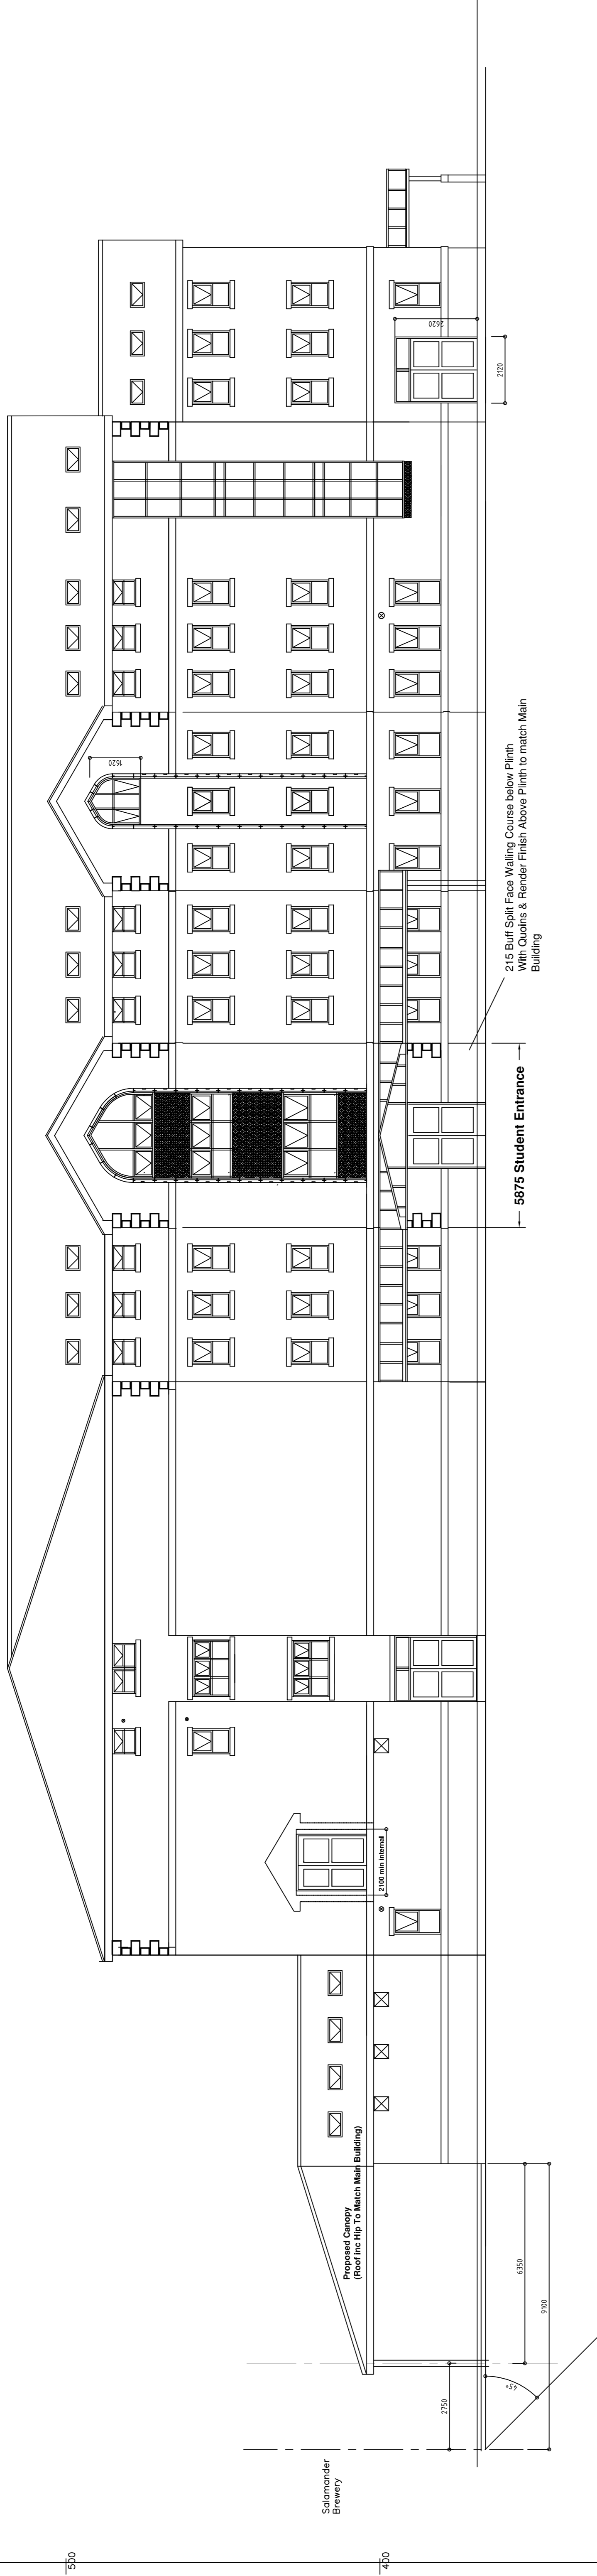 2620
2120
1620
215 Buff Split Face Walling Course below Plinth
With Quoins & Render Finish Above Plinth to match Main
Building
5875 Student Entrance
2100 min internal
Proposed Canopy
(Roof inc Hip To Match Main Building)
6350
9100
2750
45°
Salamander
Brewery
500
400